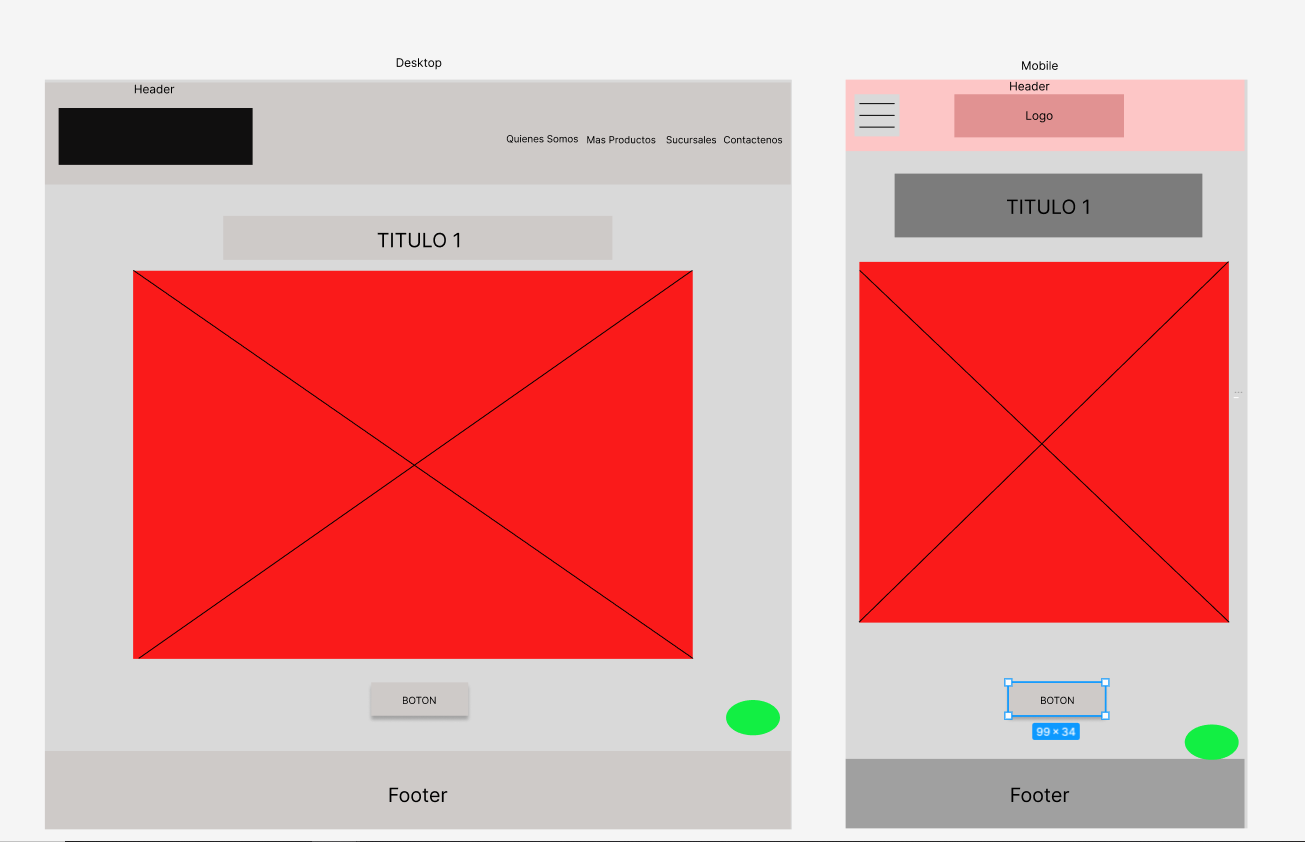 Desktop
Header
Quienes Somos Mas Productos Sucursales Contactenos
TITULO 1
BOTON
Footer
Mobile
Header
Logo
TITULO 1
BOTON
99 × 34
Footer